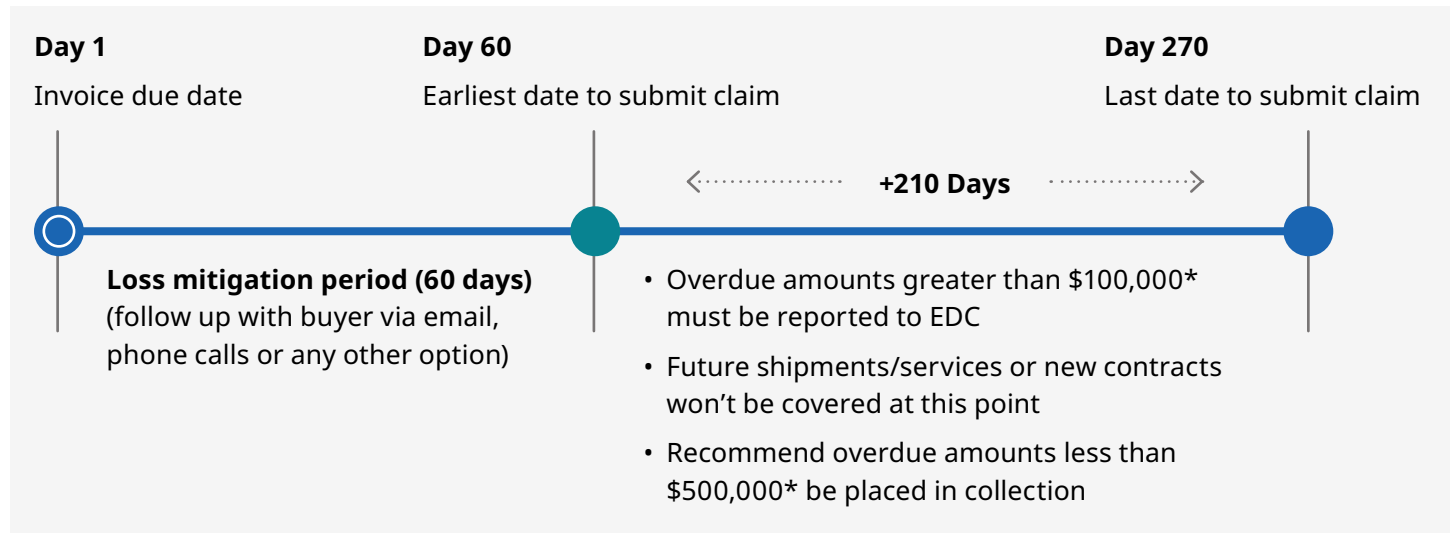 Day 1
Invoice due date
Day 60
Earliest date to submit claim
Day 270
Last date to submit claim
+210 Days
Loss mitigation period (60 days)
(follow up with buyer via email,
phone calls or any other option)
• Overdue amounts greater than $100,000*
must be reported to EDC
• Future shipments/services or new contracts
won’t be covered at this point
• Recommend overdue amounts less than
$500,000* be placed in collection